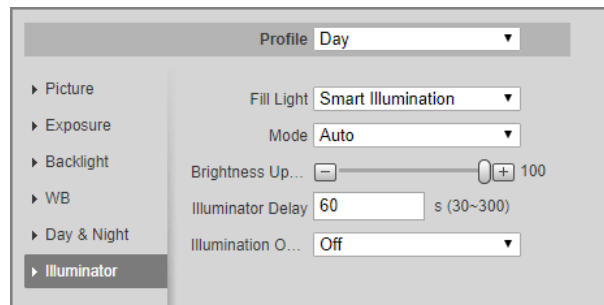 Profile Day
Picture
Exposure
Backlight
WB
Day & Night
Illuminator
Fill Light Smart Illumination
Mode Auto
Brightness Up... 100
Illuminator Delay 60 s (30~300)
Illumination O... Off